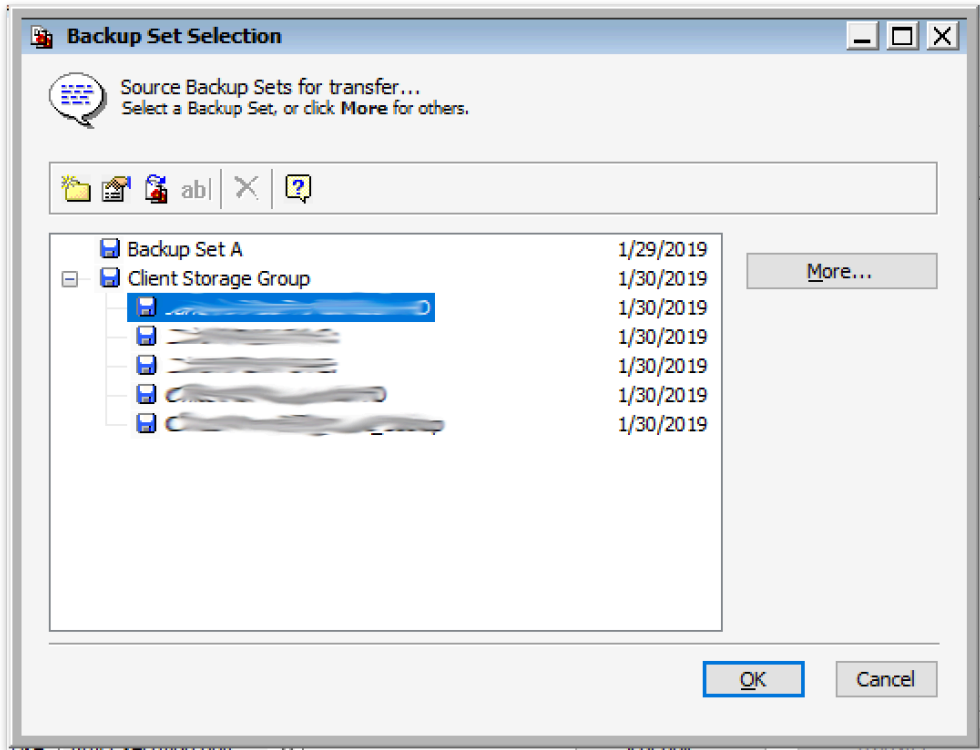 Backup Set Selection
Source Backup Sets for transfer...
Select a Backup Set, or click More for others.
ab|
Backup Set A 1/29/2019
Client Storage Group 1/30/2019
1/30/2019
1/30/2019
1/30/2019
1/30/2019
1/30/2019
More...
OK Cancel